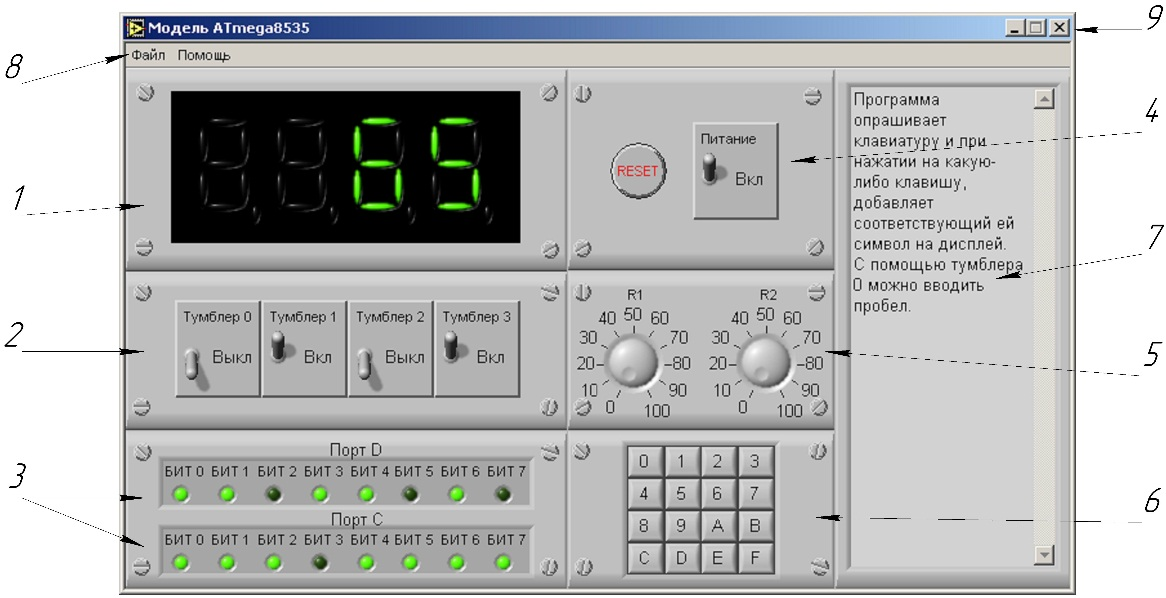 Модель ATmega8535
9
8
Файл Помощь
1
65
RESET
Питание
Вкл
4
Программа
опрашивает
клавиатуру и при
нажатии на какую-
либо клавишу,
добавляет
соответствующий ей
символ на дисплей.
С помощью тумблера
0 можно вводить
пробел.
7
2
Тумблер 0 Тумблер 1 Тумблер 2 Тумблер 3
Выкл Вкл Выкл Вкл
R1 R2
0 10 20 30 40 50 60 70 80 90 100
0 10 20 30 40 50 60 70 80 90 100
5
3
Порт D
БИТ 0 БИТ 1 БИТ 2 БИТ 3 БИТ 4 БИТ 5 БИТ 6 БИТ 7
Порт C
БИТ 0 БИТ 1 БИТ 2 БИТ 3 БИТ 4 БИТ 5 БИТ 6 БИТ 7
0 1 2 3
4 5 6 7
8 9 A B
C D E F
6